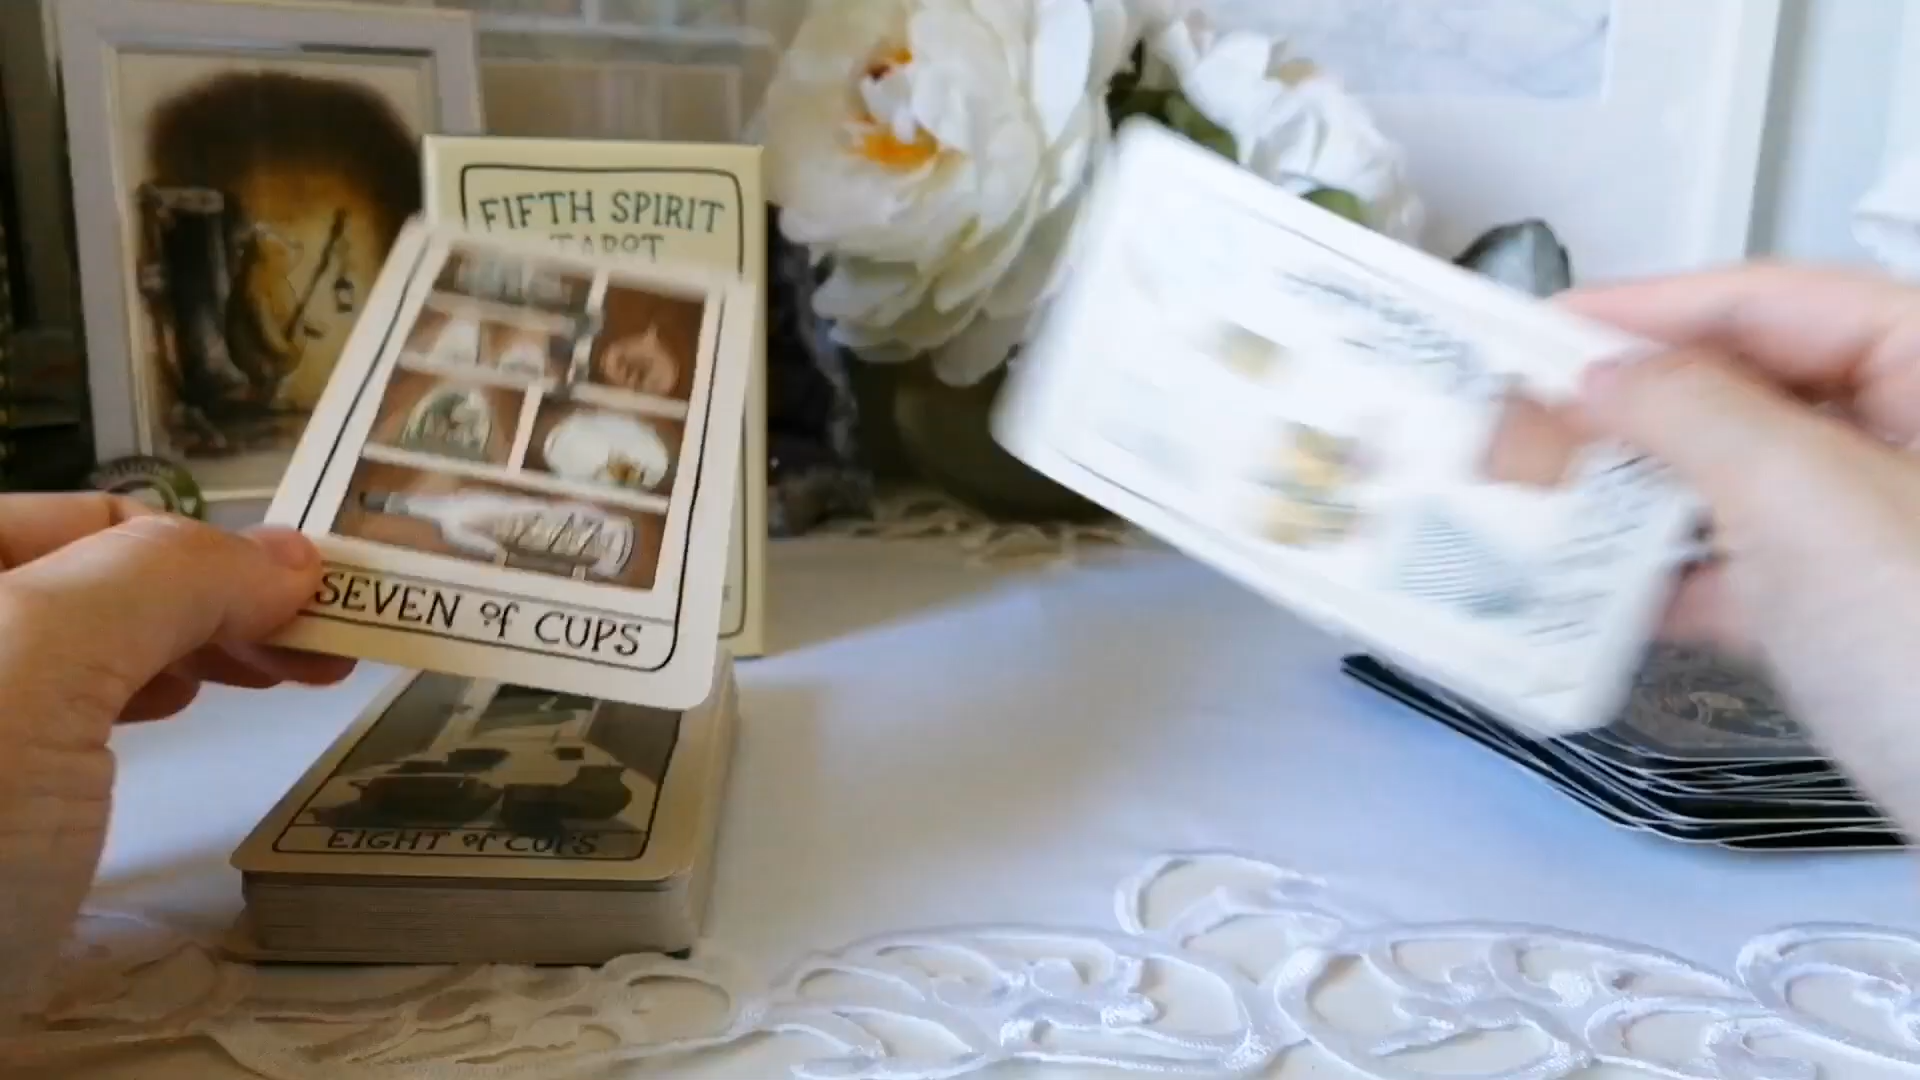 FIFTH SPIRIT
TAROT
SEVEN of CUPS
EIGHT of CUPS